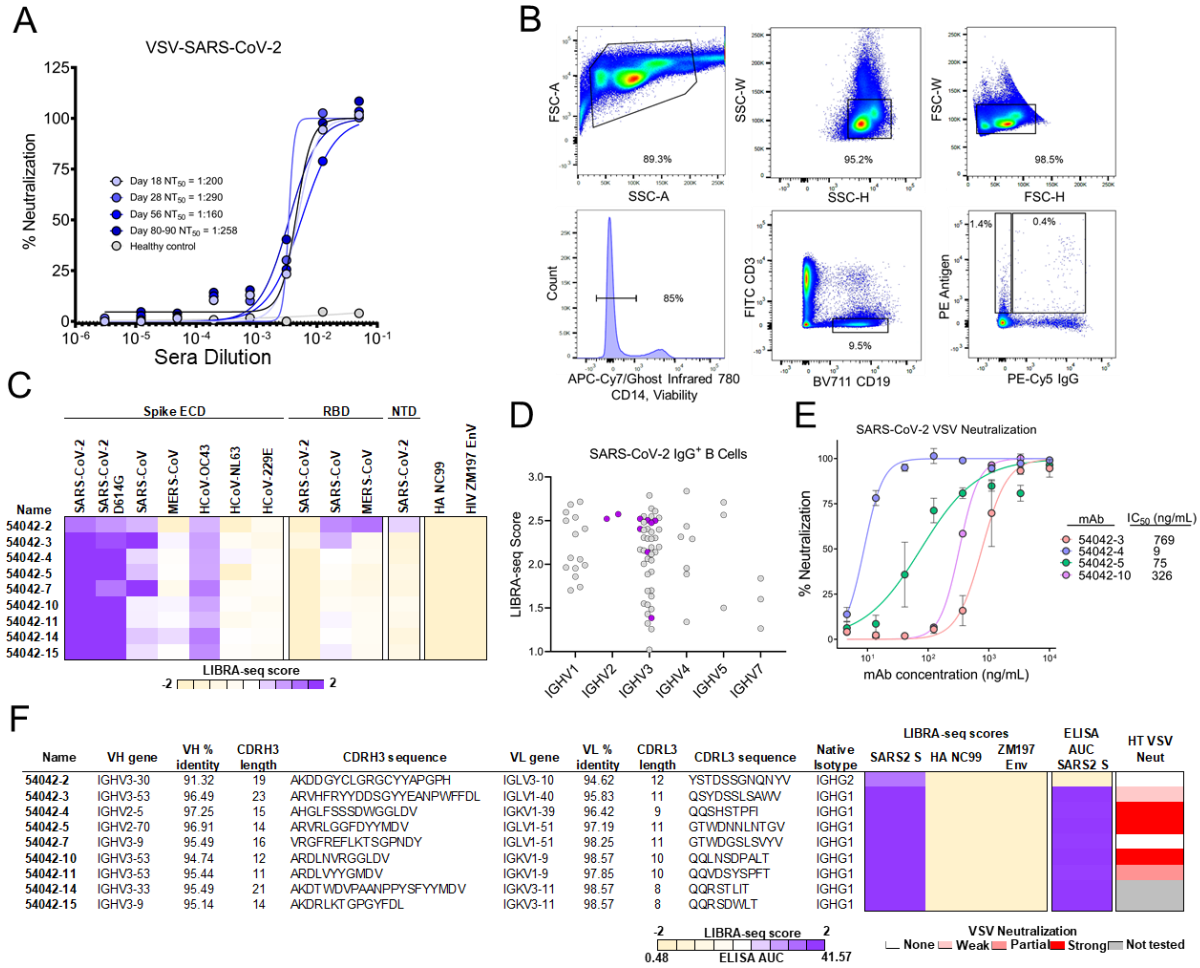 A
VSV-SARS-CoV-2
% Neutralization
125
100
75
50
25
0
Day 18 NT50 = 1:200
Day 28 NT50 = 1:290
Day 56 NT50 = 1:160
Day 80-90 NT50 = 1:258
Healthy control
10-6 10-5 10-4 10-3 10-2 10-1
Sera Dilution
B
FSC-A
89.3%
SSC-A
SSC-W
95.2%
SSC-H
FSC-W
98.5%
FSC-H
Count
85%
APC-Cy7/Ghost Infrared 780
CD14, Viability
FITC CD3
9.5%
BV711 CD19
PE Antigen
1.4%
0.4%
PE-Cy5 IgG
C
Spike ECD RBD NTD
SARS-CoV-2
SARS-CoV-2 D614G
SARS-CoV
MERS-CoV
HCoV-OC43
HCoV-NL63
HCoV-229E
SARS-CoV-2
SARS-CoV
MERS-CoV
SARS-CoV-2
HA NC99
HIV ZM197 Env
Name
54042-2
54042-3
54042-4
54042-5
54042-7
54042-10
54042-11
54042-14
54042-15
LIBRA-seq score
-2 2
D
SARS-CoV-2 IgG+ B Cells
LIBRA-seq Score
3.0
2.5
2.0
1.5
1.0
IGHV1 IGHV2 IGHV3 IGHV4 IGHV5 IGHV7
E
SARS-CoV-2 VSV Neutralization
% Neutralization
100
75
50
25
0
101 102 103 104
mAb concentration (ng/mL)
mAb IC50 (ng/mL)
54042-3 769
54042-4 9
54042-5 75
54042-10 326
F
LIBRA-seq scores
Name VH gene VH % identity CDRH3 length CDRH3 sequence VL gene VL % identity CDRL3 length CDRL3 sequence Native Isotype SARS2 S HA NC99 ZM197 Env ELISA AUC SARS2 S HT VSV Neut
54042-2 IGHV3-30 91.32 19 AKDDGYCLGRGCYYAPGPH IGLV3-10 94.62 12 YSTDSSGNQNYV IGHG2
54042-3 IGHV3-53 96.49 23 ARVHFRYYDDSGYYEANPWFFDL IGLV1-40 95.83 11 QSYDSSLSAWV IGHG1
54042-4 IGHV2-5 97.25 15 AHGLFSSSDWGGLDV IGKV1-39 96.42 9 QQSHSTPFI IGHG1
54042-5 IGHV2-70 96.91 14 ARVRLGGFDYYMDV IGLV1-51 97.19 11 GTWDNNLNTGV IGHG1
54042-7 IGHV3-9 95.49 16 VRGFREFLKTSGPNDY IGLV1-51 98.25 11 GTWDGSLSVYV IGHG1
54042-10 IGHV3-53 94.74 12 ARDLNVRGGLDV IGKV1-9 98.57 10 QQLNSDPALT IGHG1
54042-11 IGHV3-53 95.44 11 ARDLVVYGMDV IGKV1-9 97.85 10 QQVDSYSPFT IGHG1
54042-14 IGHV3-33 95.49 21 AKDTWDVPAANPPYSFYYMDV IGKV3-11 98.57 8 QQRSTLIT IGHG1
54042-15 IGHV3-9 95.14 14 AKDRLKTGPGYFDL IGKV3-11 98.57 8 QQRSDWLT IGHG1
-2 LIBRA-seq score 2
0.48 ELISA AUC 41.57
VSV Neutralization
None Weak Partial Strong Not tested